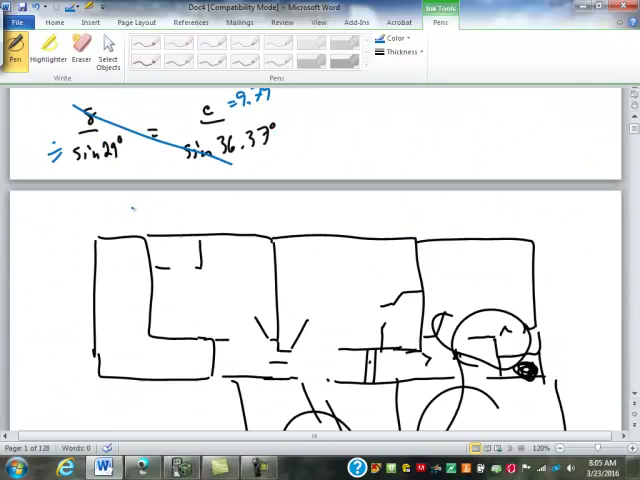 Doc4 [Compatibility Mode] - Microsoft Word
Ink Tools
File Home Insert Page Layout References Mailings Review View Add-Ins Acrobat Pens
Pen Highlighter Eraser Select Objects
Color
Thickness
Write Pens
8 = c =9.77
÷ sin29° sin 36.37°
Page: 1 of 128 Words: 0 120%
8:05 AM
3/23/2016